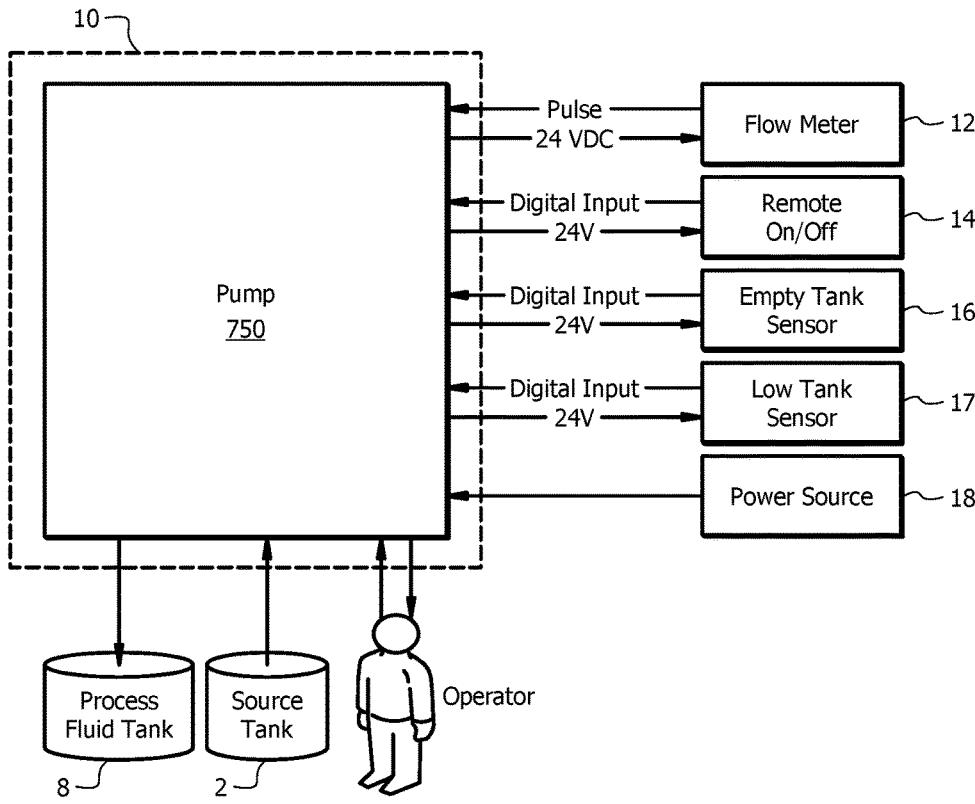 10
Pulse
24 VDC
Flow Meter
12
Digital Input
24V
Remote
On/Off
14
Pump
750
Digital Input
24V
Empty Tank
Sensor
16
Digital Input
24V
Low Tank
Sensor
17
Power Source
18
Process
Fluid Tank
8
Source
Tank
2
Operator